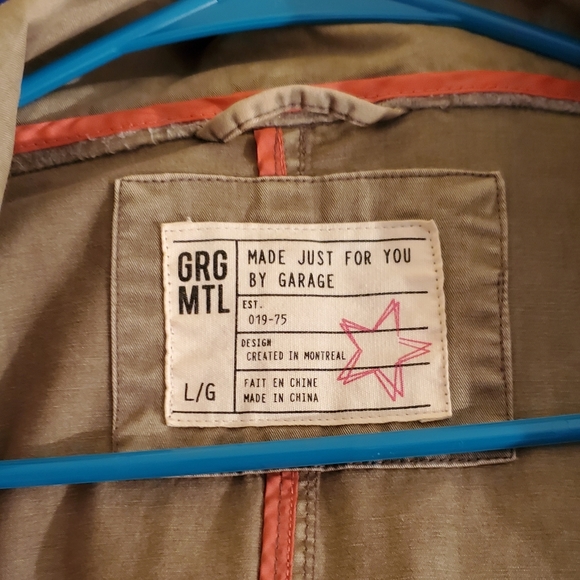 GRG
MTL
L/G
MADE JUST FOR YOU
BY GARAGE
EST.
019-75
DESIGN
CREATED IN MONTREAL
FAIT EN CHINE
MADE IN CHINA